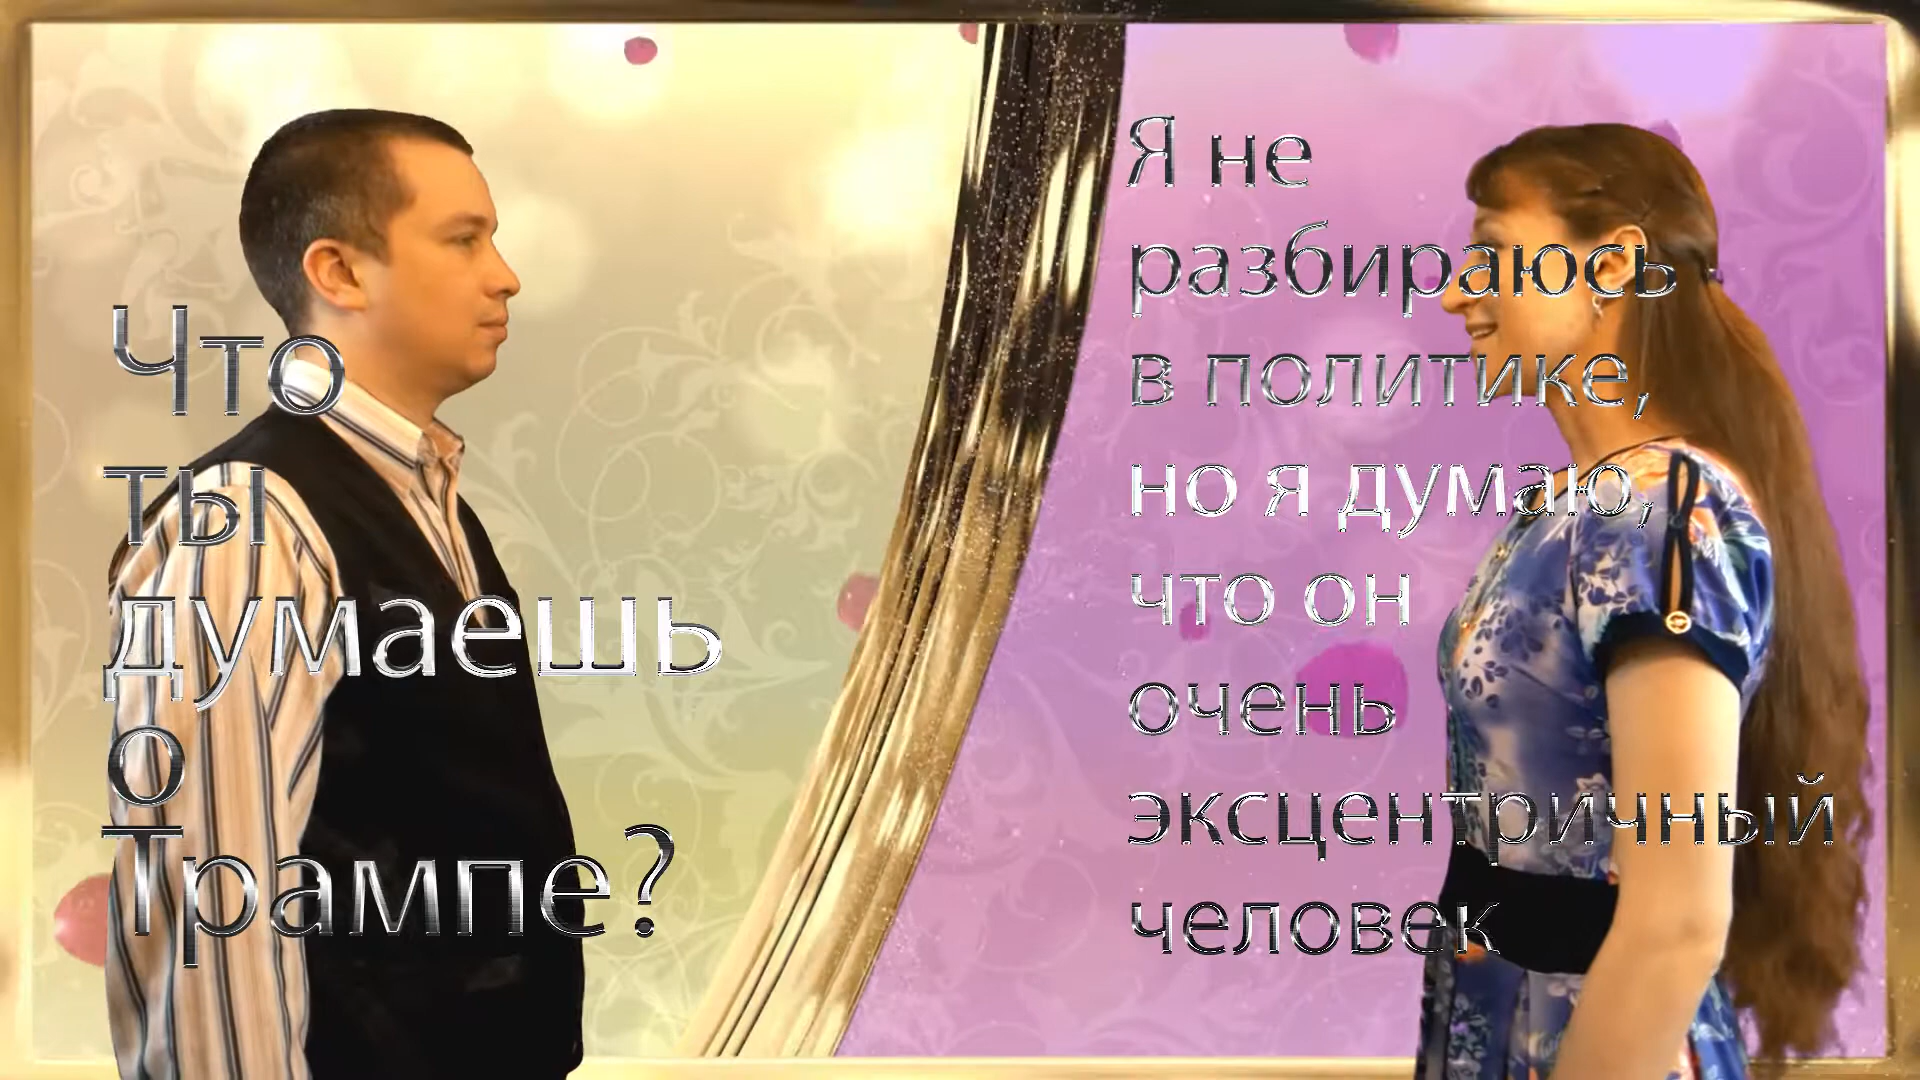 Что
ты
думаешь
о
Трампе?
Я не
разбираюсь
в политике,
но я думаю,
что он
очень
эксцентричный
человек